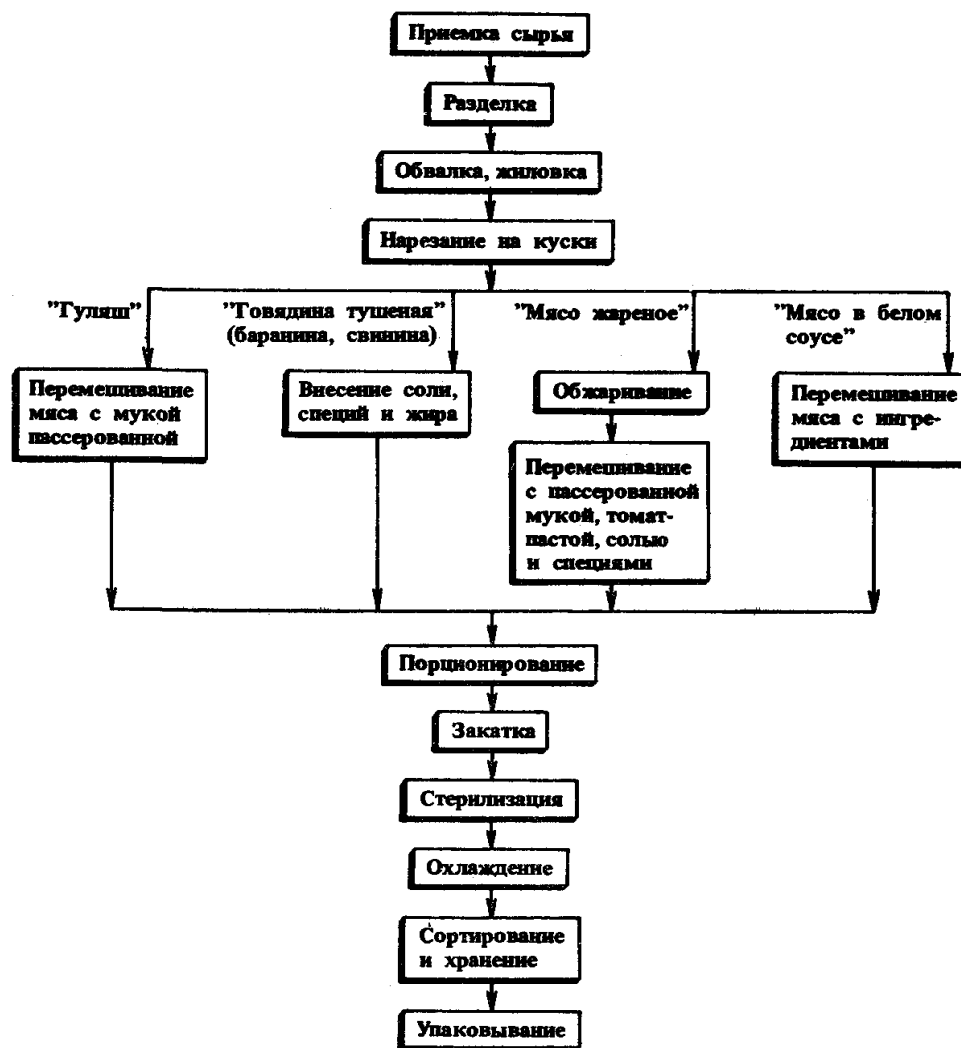 Приемка сырья
Разделка
Обвалка, жиловка
Нарезание на куски
"Гуляш"
"Говядина тушеная"
(баранина, свинина)
"Мясо жареное"
"Мясо в белом
соусе"
Перемешивание
мяса с мукой
пассерованной
Внесение соли,
специй и жира
Обжаривание
Перемешивание
с пассерованной
мукой, томат-
пастой, солью
и специями
Перемешивание
мяса с ингре-
диентами
Порционирование
Закатка
Стерилизация
Охлаждение
Сортирование
и хранение
Упаковывание